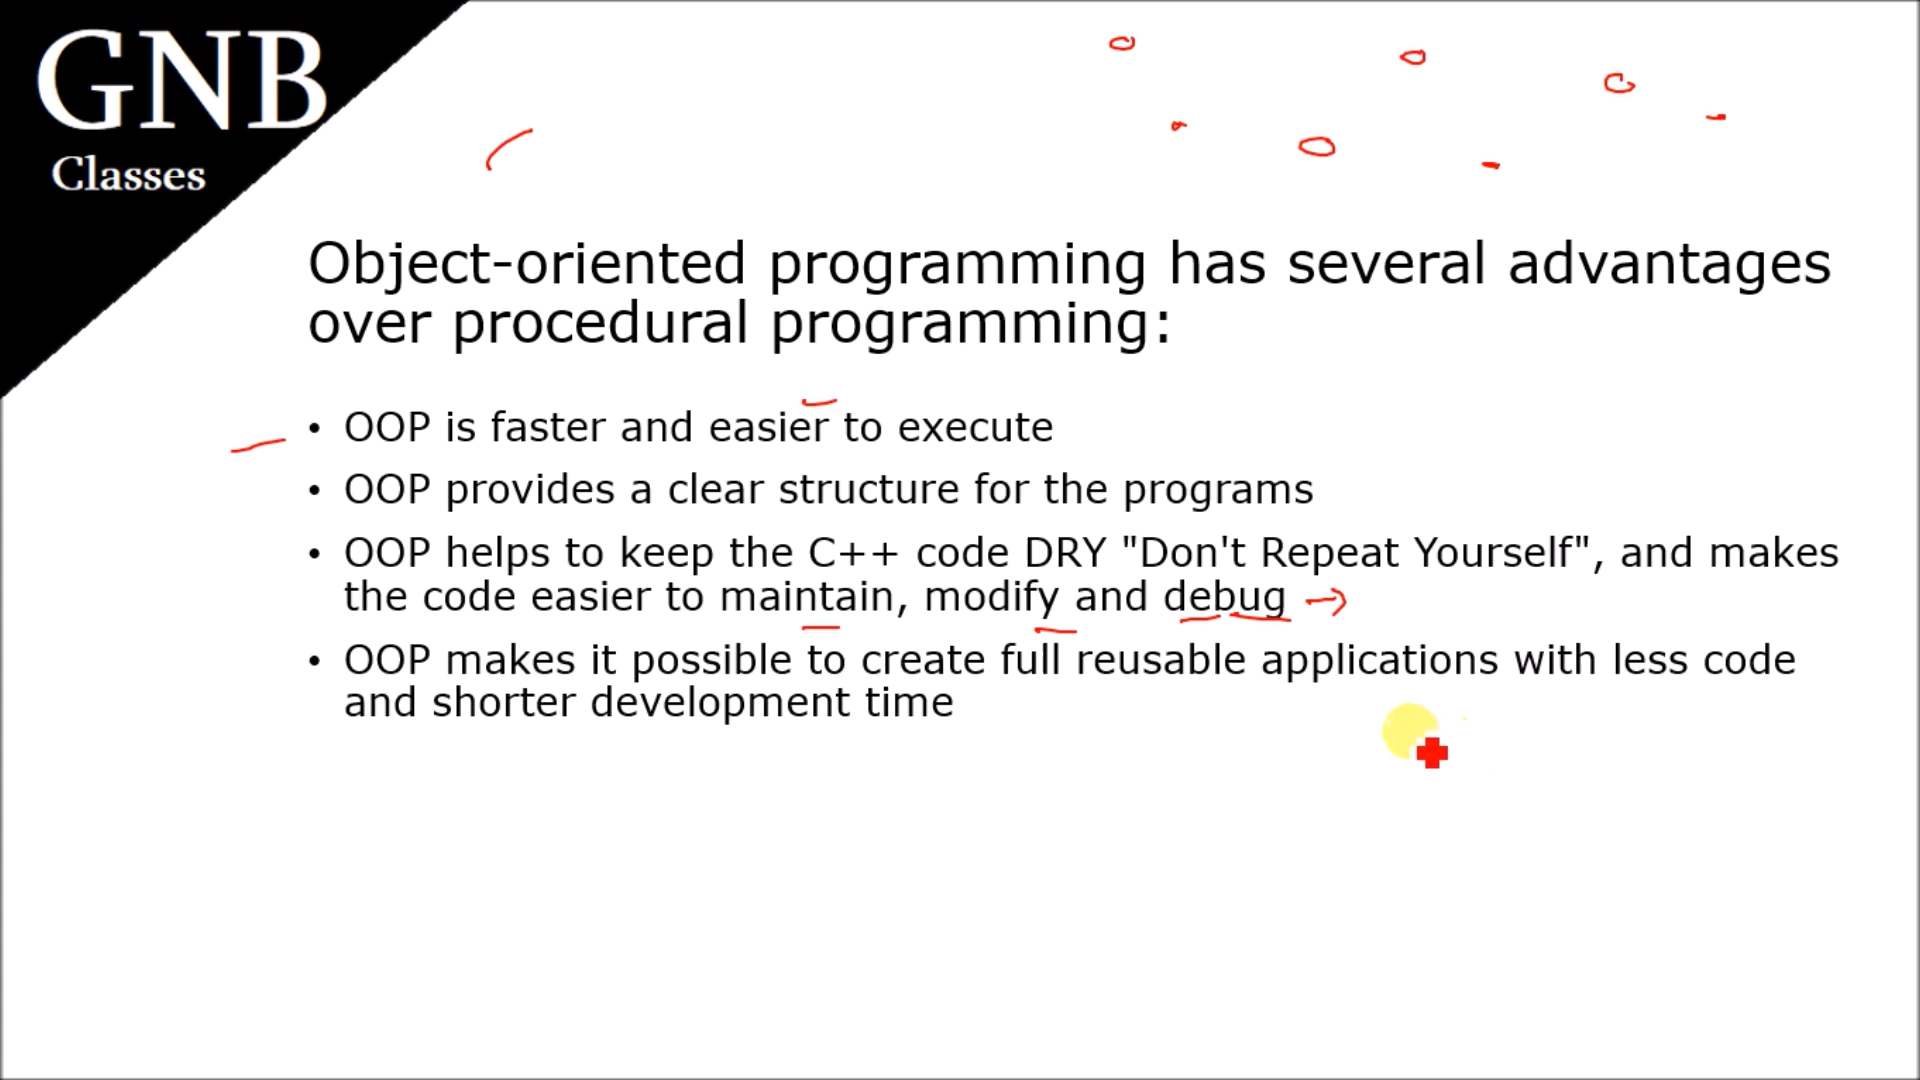 GNB
Classes
Object-oriented programming has several advantages
over procedural programming:
• OOP is faster and easier to execute
• OOP provides a clear structure for the programs
• OOP helps to keep the C++ code DRY "Don't Repeat Yourself", and makes
the code easier to maintain, modify and debug
• OOP makes it possible to create full reusable applications with less code
and shorter development time